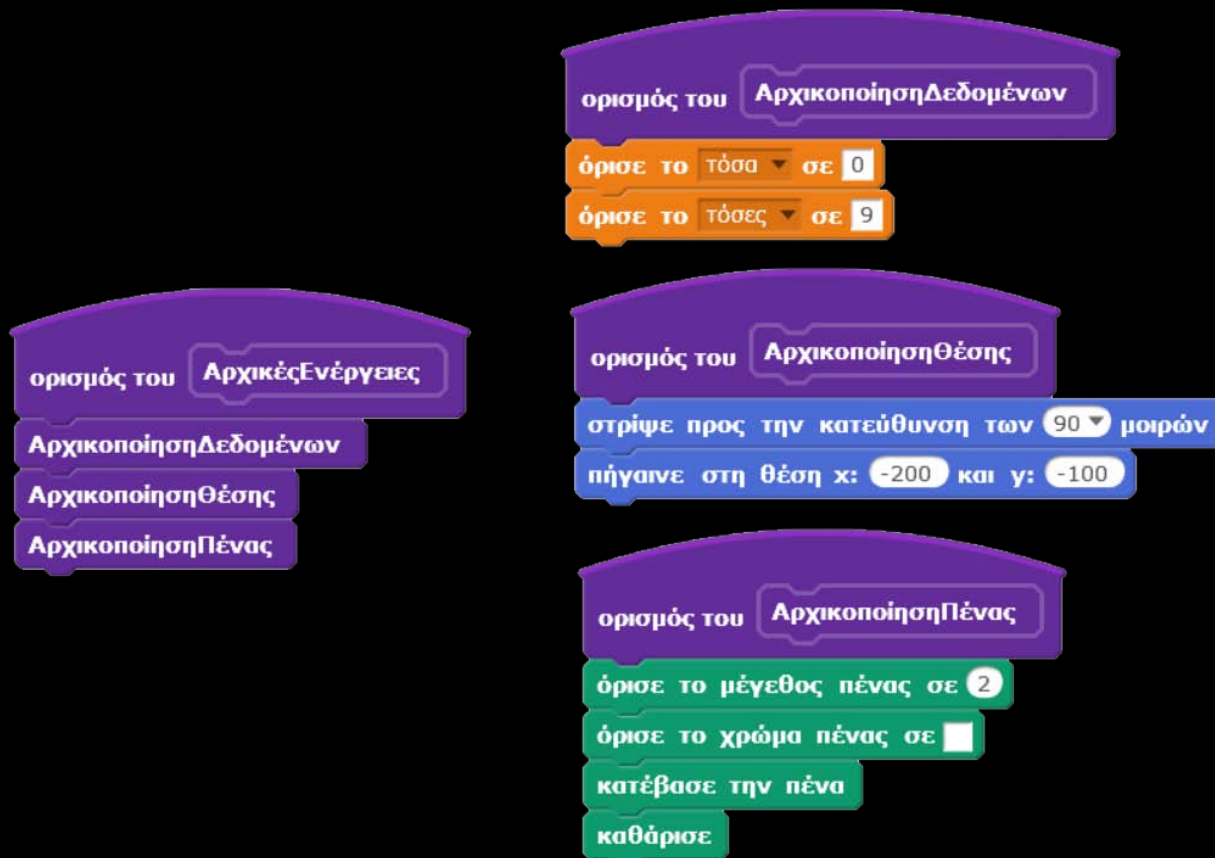 ορισμός του ΑρχικέςΕνέργειες
ΑρχικοποίησηΔεδομένων
ΑρχικοποίησηΘέσης
ΑρχικοποίησηΠένας
ορισμός του ΑρχικοποίησηΔεδομένων
όρισε το τόσα σε 0
όρισε το τόσες σε 9
ορισμός του ΑρχικοποίησηΘέσης
στρίψε προς την κατεύθυνση των 90 μοιρών
πήγαινε στη θέση x: -200 και y: -100
ορισμός του ΑρχικοποίησηΠένας
όρισε το μέγεθος πένας σε 2
όρισε το χρώμα πένας σε
κατέβασε την πένα
καθάρισε